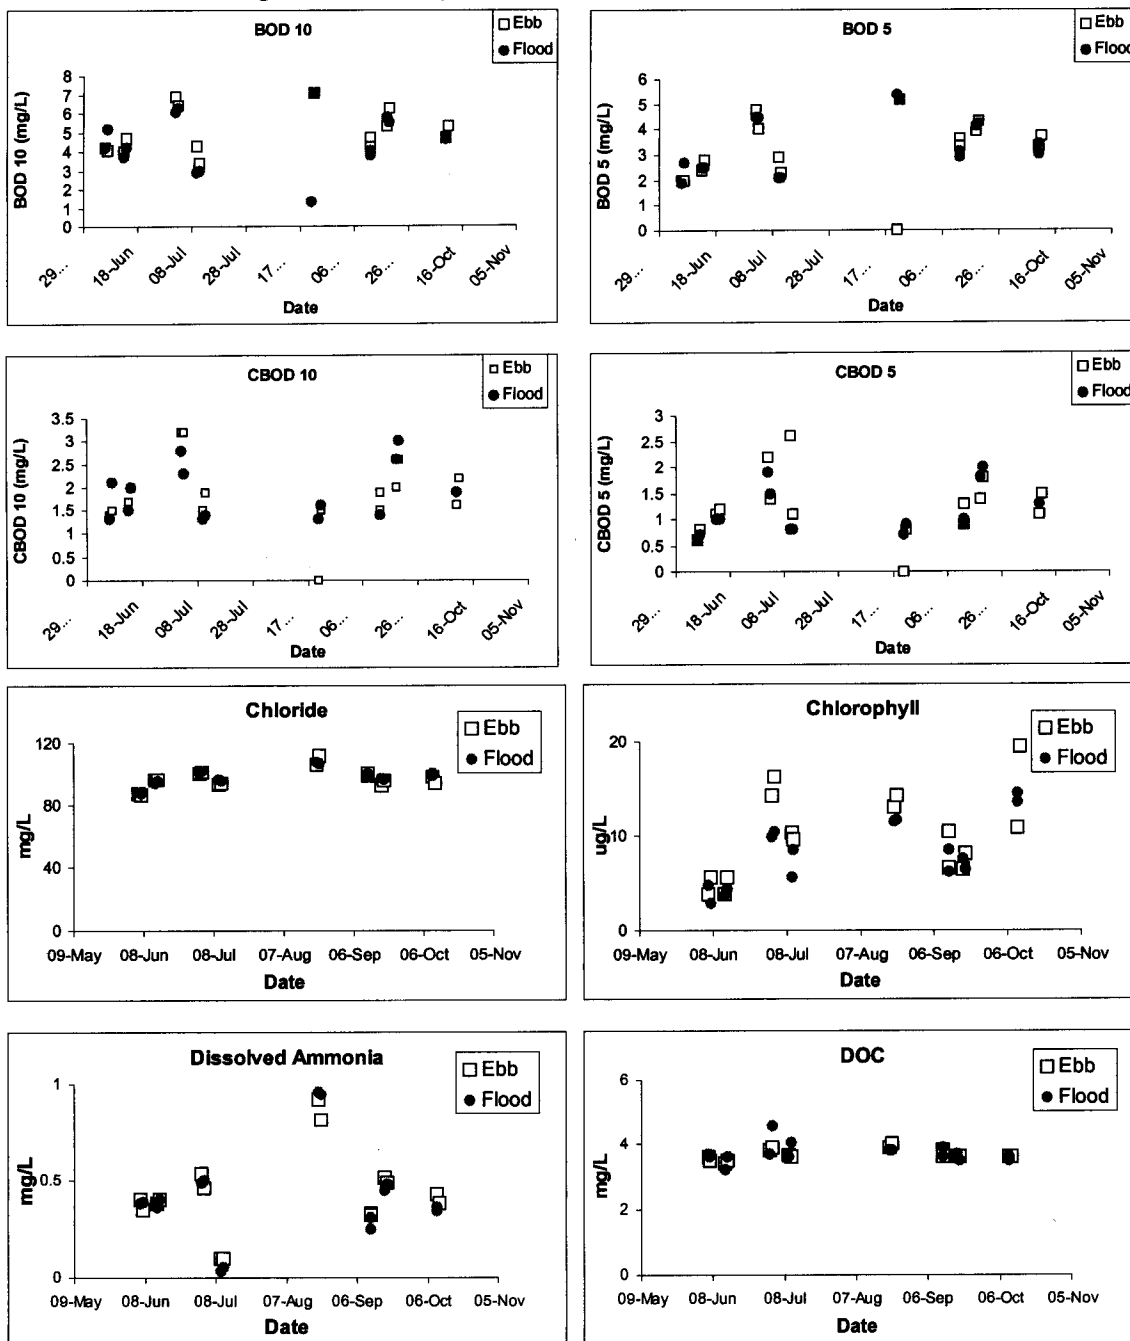 BOD 10
Ebb
Flood
BOD 10 (mg/L)
8
7
6
5
4
3
2
1
0
29...
18-Jun
08-Jul
28-Jul
17...
06...
26...
16-Oct
05-Nov
Date
BOD 5
Ebb
Flood
BOD 5 (mg/L)
6
5
4
3
2
1
0
29...
18-Jun
08-Jul
28-Jul
17...
06...
26...
16-Oct
05-Nov
Date
CBOD 10
Ebb
Flood
CBOD 10 (mg/L)
3.5
3
2.5
2
1.5
1
0.5
0
29...
18-Jun
08-Jul
28-Jul
17...
06...
26...
16-Oct
05-Nov
Date
CBOD 5
Ebb
Flood
CBOD 5 (mg/L)
3
2.5
2
1.5
1
0.5
0
29...
18-Jun
08-Jul
28-Jul
17...
06...
26...
16-Oct
05-Nov
Date
Chloride
Ebb
Flood
mg/L
120
80
40
0
09-May
08-Jun
08-Jul
07-Aug
06-Sep
06-Oct
05-Nov
Date
Chlorophyll
Ebb
Flood
ug/L
20
10
0
09-May
08-Jun
08-Jul
07-Aug
06-Sep
06-Oct
05-Nov
Date
Dissolved Ammonia
Ebb
Flood
mg/L
1
0.5
0
09-May
08-Jun
08-Jul
07-Aug
06-Sep
06-Oct
05-Nov
Date
DOC
Ebb
Flood
mg/L
6
4
2
0
09-May
08-Jun
08-Jul
07-Aug
06-Sep
06-Oct
05-Nov
Date